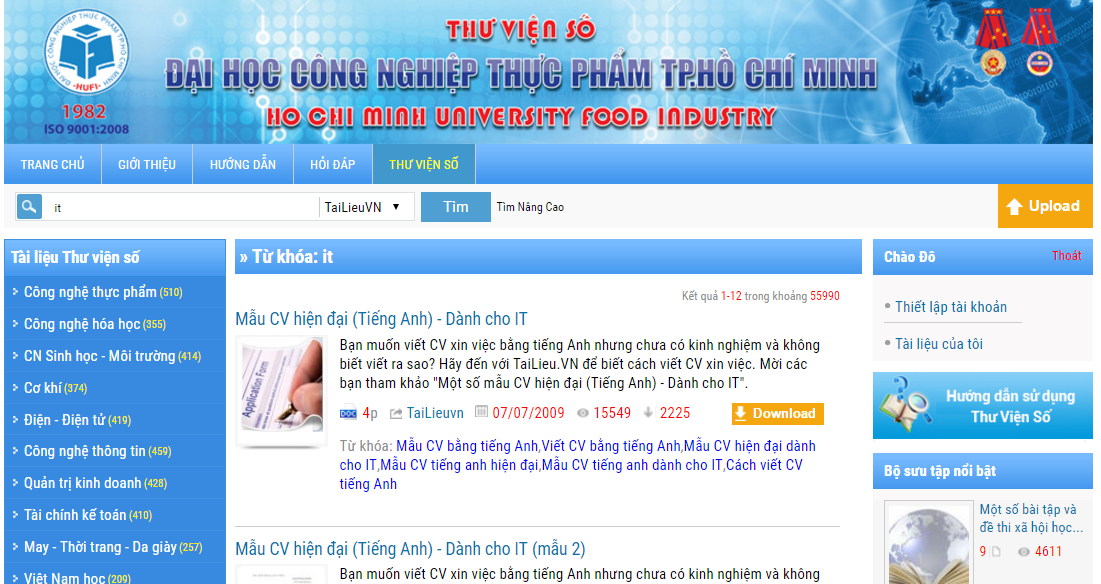 THƯ VIỆN SỐ
ĐẠI HỌC CÔNG NGHIỆP THỰC PHẨM TP.HỒ CHÍ MINH
HO CHI MINH UNIVERSITY FOOD INDUSTRY
ĐẠI HỌC CÔNG NGHIỆP THỰC PHẨM TP.HỒ CHÍ MINH
HUFI
1982
ISO 9001:2008
TRANG CHỦ GIỚI THIỆU HƯỚNG DẪN HỎI ĐÁP THƯ VIỆN SỐ
it TaiLieuVN ▼ Tìm Tìm Nâng Cao Upload
Tài liệu Thư viện số
Công nghệ thực phẩm (510)
Công nghệ hóa học (355)
CN Sinh học - Môi trường (414)
Cơ khí (374)
Điện - Điện tử (419)
Công nghệ thông tin (459)
Quản trị kinh doanh (428)
Tài chính kế toán (410)
May - Thời trang - Da giày (257)
Việt Nam học (209)
» Từ khóa: it
Kết quả 1-12 trong khoảng 55990
Mẫu CV hiện đại (Tiếng Anh) - Dành cho IT
Application Form
Bạn muốn viết CV xin việc bằng tiếng Anh nhưng chưa có kinh nghiệm và không
biết viết ra sao? Hãy đến với TaiLieu.VN để biết cách viết CV xin việc. Mời các
bạn tham khảo "Một số mẫu CV hiện đại (Tiếng Anh) - Dành cho IT".
DOC 4p TaiLieuvn 07/07/2009 15549 2225 Download
Từ khóa: Mẫu CV bằng tiếng Anh,Viết CV bằng tiếng Anh,Mẫu CV hiện đại dành
cho IT,Mẫu CV tiếng anh hiện đại,Mẫu CV tiếng anh dành cho IT,Cách viết CV
tiếng Anh
Mẫu CV hiện đại (Tiếng Anh) - Dành cho IT (mẫu 2)
Bạn muốn viết CV xin việc bằng tiếng Anh nhưng chưa có kinh nghiệm và không
Chào Đô Thoát
Thiết lập tài khoản
Tài liệu của tôi
Hướng dẫn sử dụng
Thư Viện Số
Bộ sưu tập nổi bật
Một số bài tập và
đề thi xã hội học...
9 4611